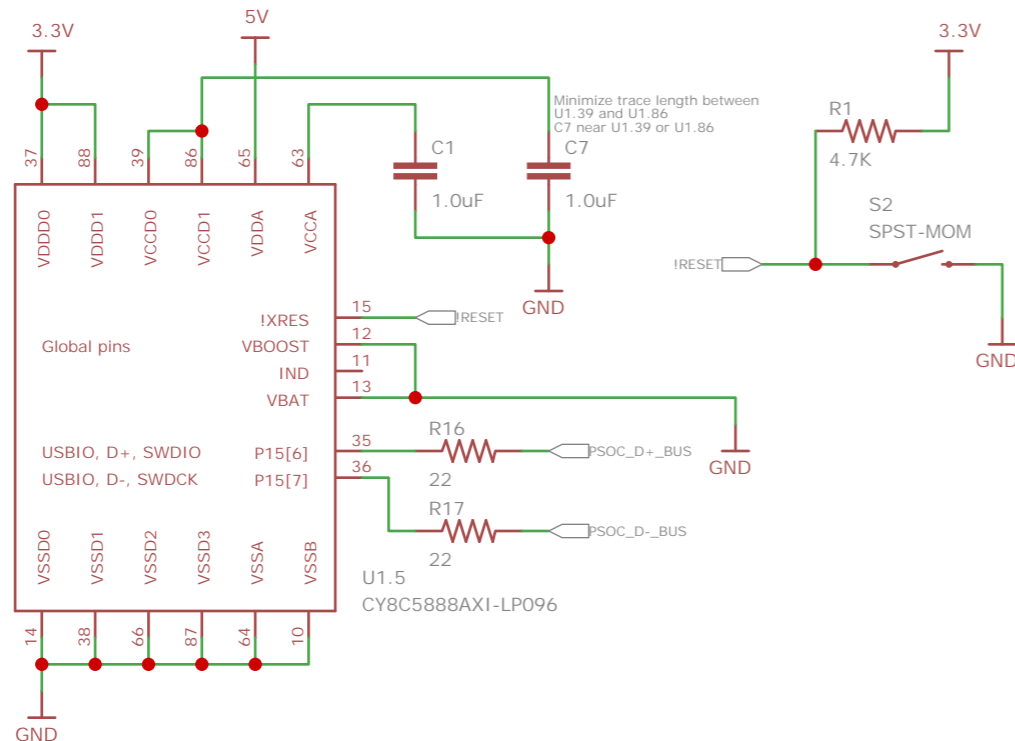 5V
3.3V
3.3V
Minimize trace length between
U1.39 and U1.86
C7 near U1.39 or U1.86
R1
4.7K
C1
1.0uF
C7
1.0uF
37
88
39
86
65
63
VDDD0
VDDD1
VCCD0
VCCD1
VDDA
VCCA
S2
SPST-MOM
!RESET
GND
GND
!XRES
15
!RESET
Global pins
VBOOST
12
IND
11
VBAT
13
USBIO, D+, SWDIO
P15[6]
35
R16
22
PSOC_D+_BUS
GND
USBIO, D-, SWDCK
P15[7]
36
R17
22
PSOC_D-_BUS
VSSD0
VSSD1
VSSD2
VSSD3
VSSA
VSSB
U1.5
CY8C5888AXI-LP096
14
38
66
87
64
10
GND